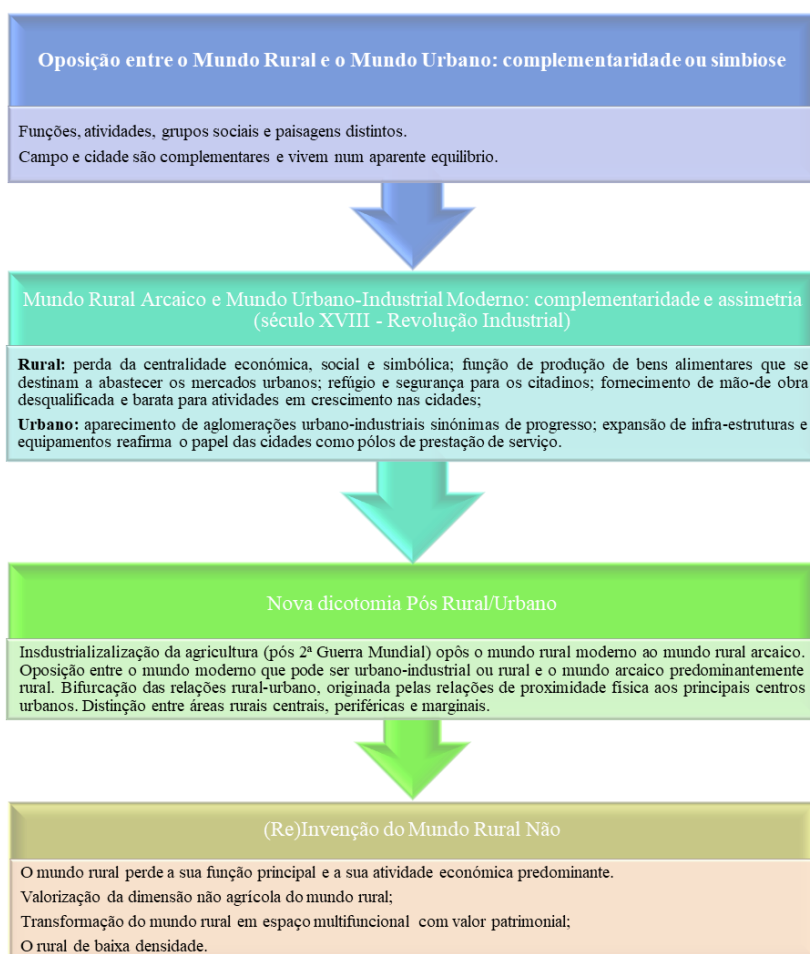 Oposição entre o Mundo Rural e o Mundo Urbano: complementaridade ou simbiose
Funções, atividades, grupos sociais e paisagens distintos.
Campo e cidade são complementares e vivem num aparente equilibrio.
Mundo Rural Arcaico e Mundo Urbano-Industrial Moderno: complementaridade e assimetria
(século XVIII - Revolução Industrial)
Rural: perda da centralidade económica, social e simbólica; função de produção de bens alimentares que se
destinam a abastecer os mercados urbanos; refúgio e segurança para os citadinos; fornecimento de mão-de obra
desqualificada e barata para atividades em crescimento nas cidades;
Urbano: aparecimento de aglomerações urbano-industriais sinónimas de progresso; expansão de infra-estruturas e
equipamentos reafirma o papel das cidades como pólos de prestação de serviço.
Nova dicotomia Pós Rural/Urbano
Insdustrializalização da agricultura (pós 2ª Guerra Mundial) opôs o mundo rural moderno ao mundo rural arcaico.
Oposição entre o mundo moderno que pode ser urbano-industrial ou rural e o mundo arcaico predominantemente
rural. Bifurcação das relações rural-urbano, originada pelas relações de proximidade física aos principais centros
urbanos. Distinção entre áreas rurais centrais, periféricas e marginais.
(Re)Invenção do Mundo Rural Não
O mundo rural perde a sua função principal e a sua atividade económica predominante.
Valorização da dimensão não agrícola do mundo rural;
Transformação do mundo rural em espaço multifuncional com valor patrimonial;
O rural de baixa densidade.